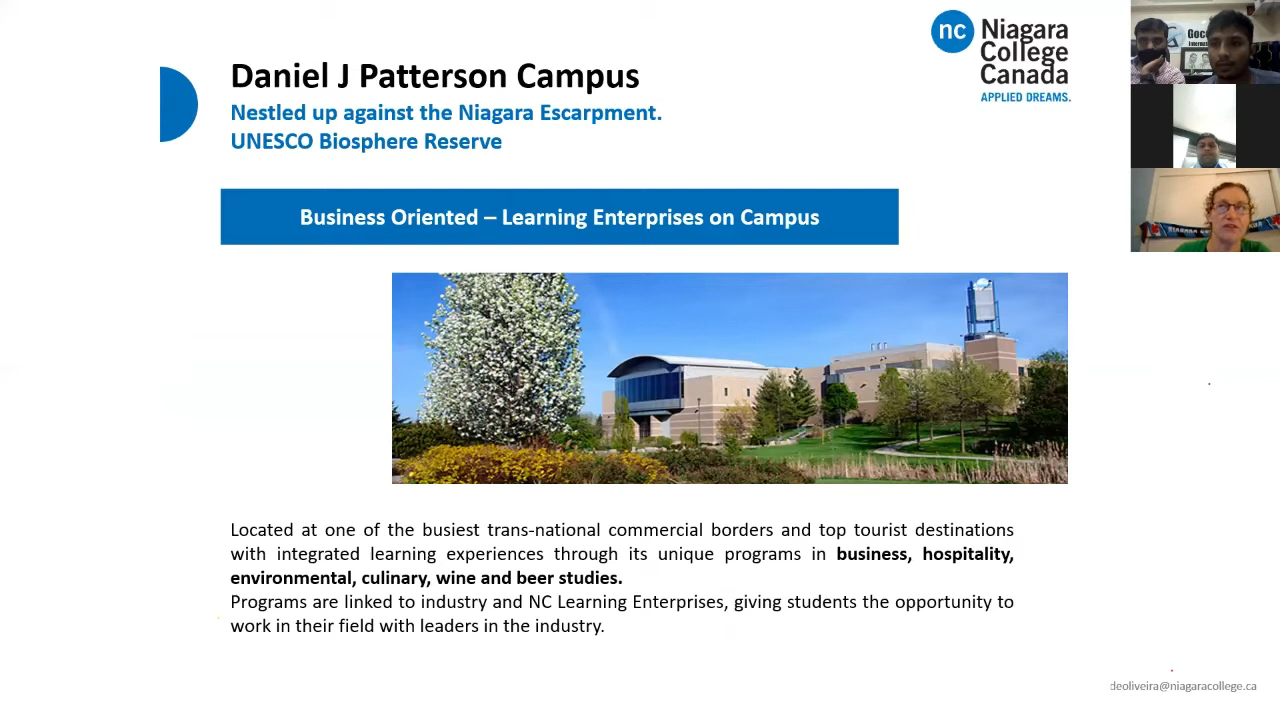 Daniel J Patterson Campus
Nestled up against the Niagara Escarpment.
UNESCO Biosphere Reserve
nc
Niagara
College
Canada
APPLIED DREAMS.
Business Oriented – Learning Enterprises on Campus
Located at one of the busiest trans-national commercial borders and top tourist destinations
with integrated learning experiences through its unique programs in business, hospitality,
environmental, culinary, wine and beer studies.
Programs are linked to industry and NC Learning Enterprises, giving students the opportunity to
work in their field with leaders in the industry.
deoliveira@niagaracollege.ca